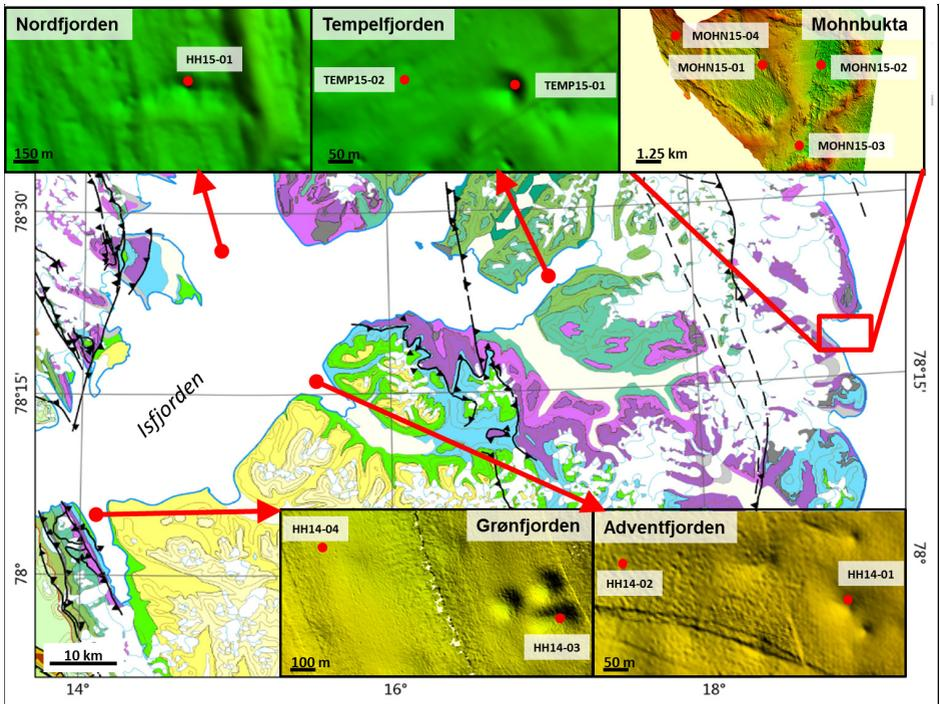 Nordfjorden
HH15-01
150 m
Tempelfjorden
TEMP15-02
TEMP15-01
50 m
Mohnbukta
MOHN15-04
MOHN15-01
MOHN15-02
MOHN15-03
1.25 km
78°30'
78°15'
78°15'
Isfjorden
78°
78°
HH14-04
Grønfjorden
HH14-03
100 m
Adventfjorden
HH14-02
HH14-01
50 m
10 km
14°
16°
18°